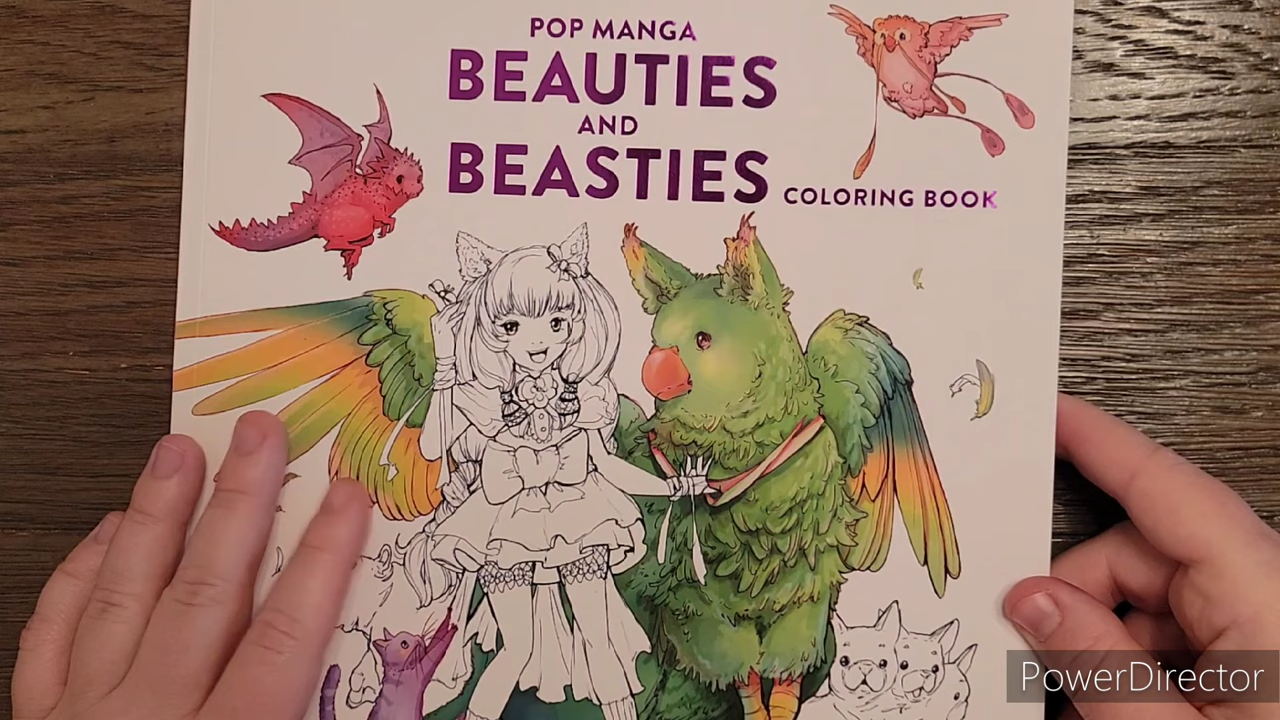 POP MANGA
BEAUTIES
AND
BEASTIES
COLORING BOOK
PowerDirector